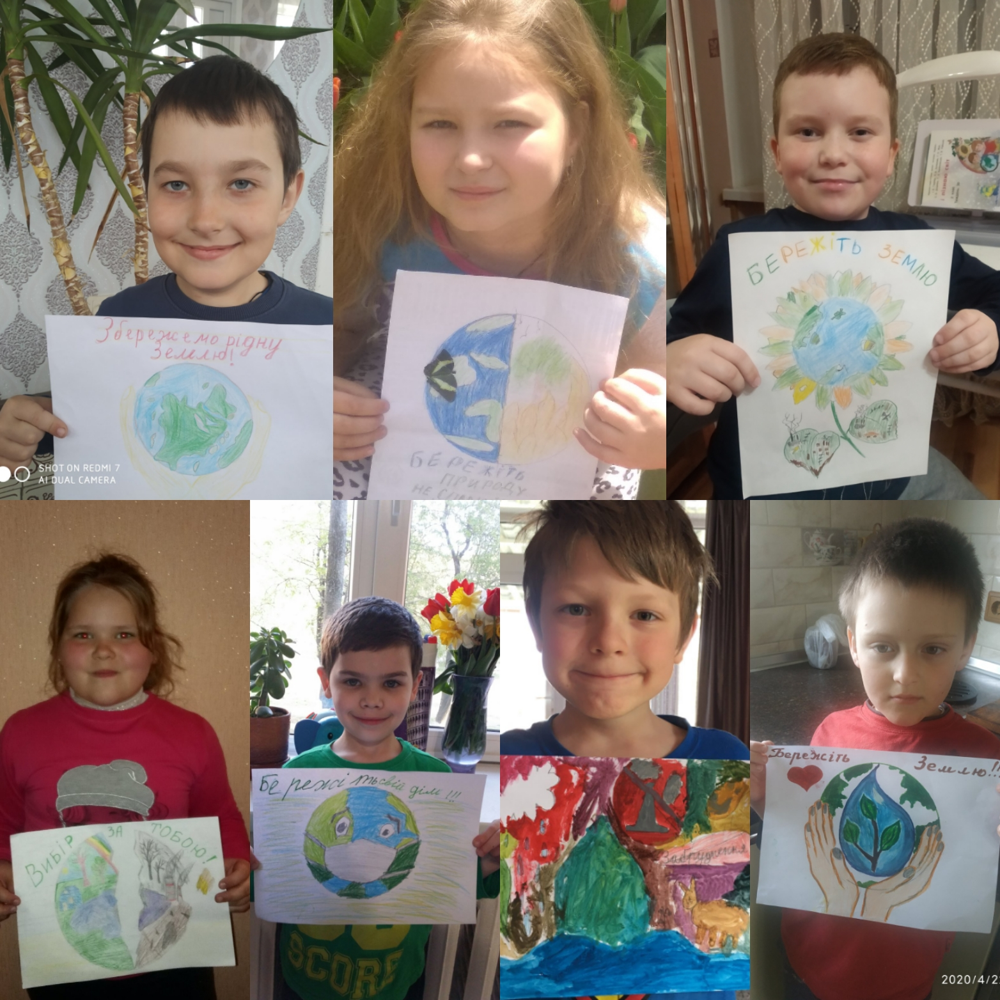 Збережемо рідну
Землю!
SHOT ON REDMI 7
AI DUAL CAMERA
БЕРЕЖІТЬ
ПРИРОДУ
НЕ
БЕРЕЖІТЬ ЗЕМЛЮ
Вибір ЗА ТОБОЮ!
Бережіть свій дім!!!
SCORE
Забруднення
Бережіть Землю!!!
2020/4/2